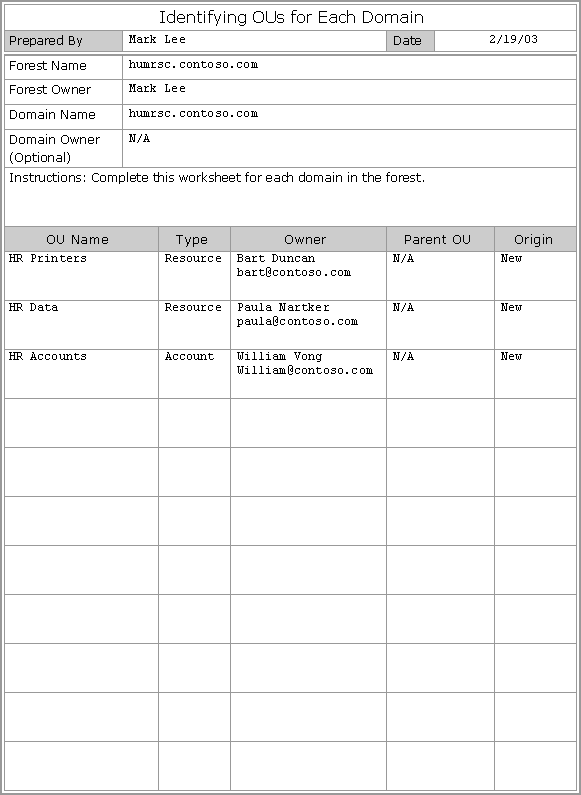 Identifying OUs for Each Domain
Prepared By Mark Lee Date 2/19/03
Forest Name humrsc.contoso.com
Forest Owner Mark Lee
Domain Name humrsc.contoso.com
Domain Owner N/A
(Optional)
Instructions: Complete this worksheet for each domain in the forest.
OU Name Type Owner Parent OU Origin
HR Printers Resource Bart Duncan N/A New
bart@contoso.com
HR Data Resource Paula Nartker N/A New
paula@contoso.com
HR Accounts Account William Vong N/A New
William@contoso.com